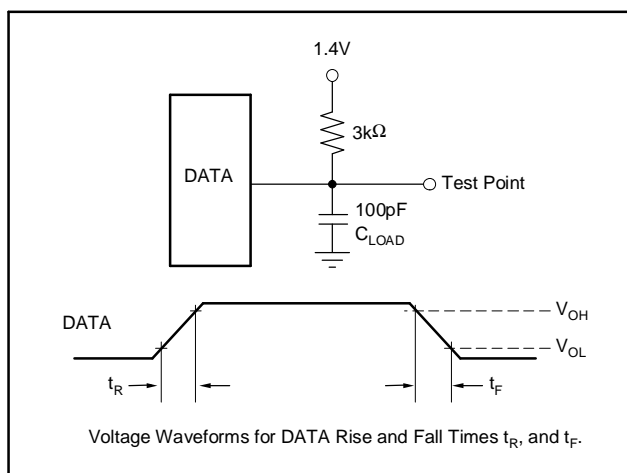 1.4V
3kΩ
DATA
Test Point
100pF
C_LOAD
DATA
V_OH
V_OL
t_R
t_F
Voltage Waveforms for DATA Rise and Fall Times t_R, and t_F.